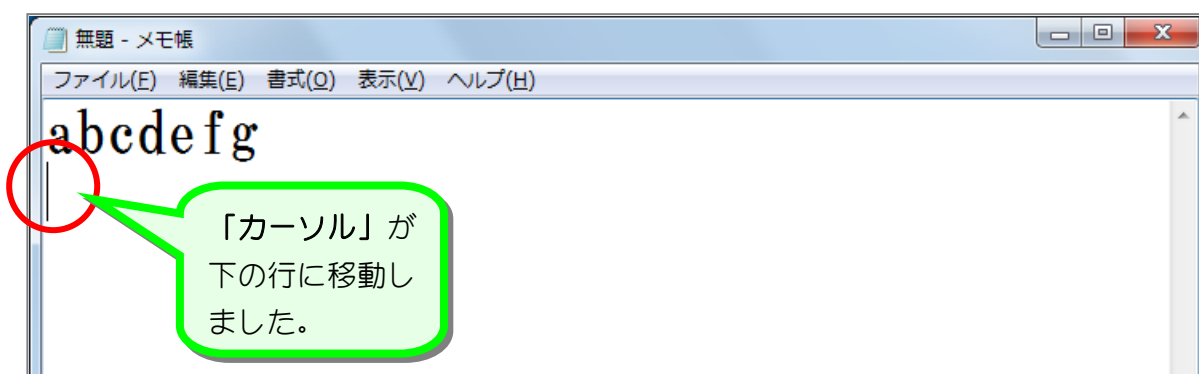 無題 - メモ帳
ファイル(F) 編集(E) 書式(O) 表示(V) ヘルプ(H)
abcdefg
「カーソル」が
下の行に移動し
ました。